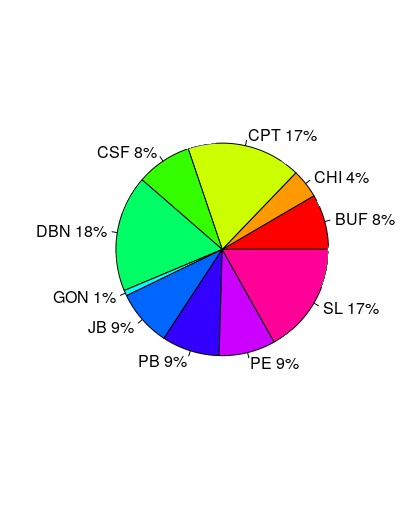 CPT 17%
CSF 8%
CHI 4%
BUF 8%
DBN 18%
GON 1%
SL 17%
JB 9%
PB 9%
PE 9%